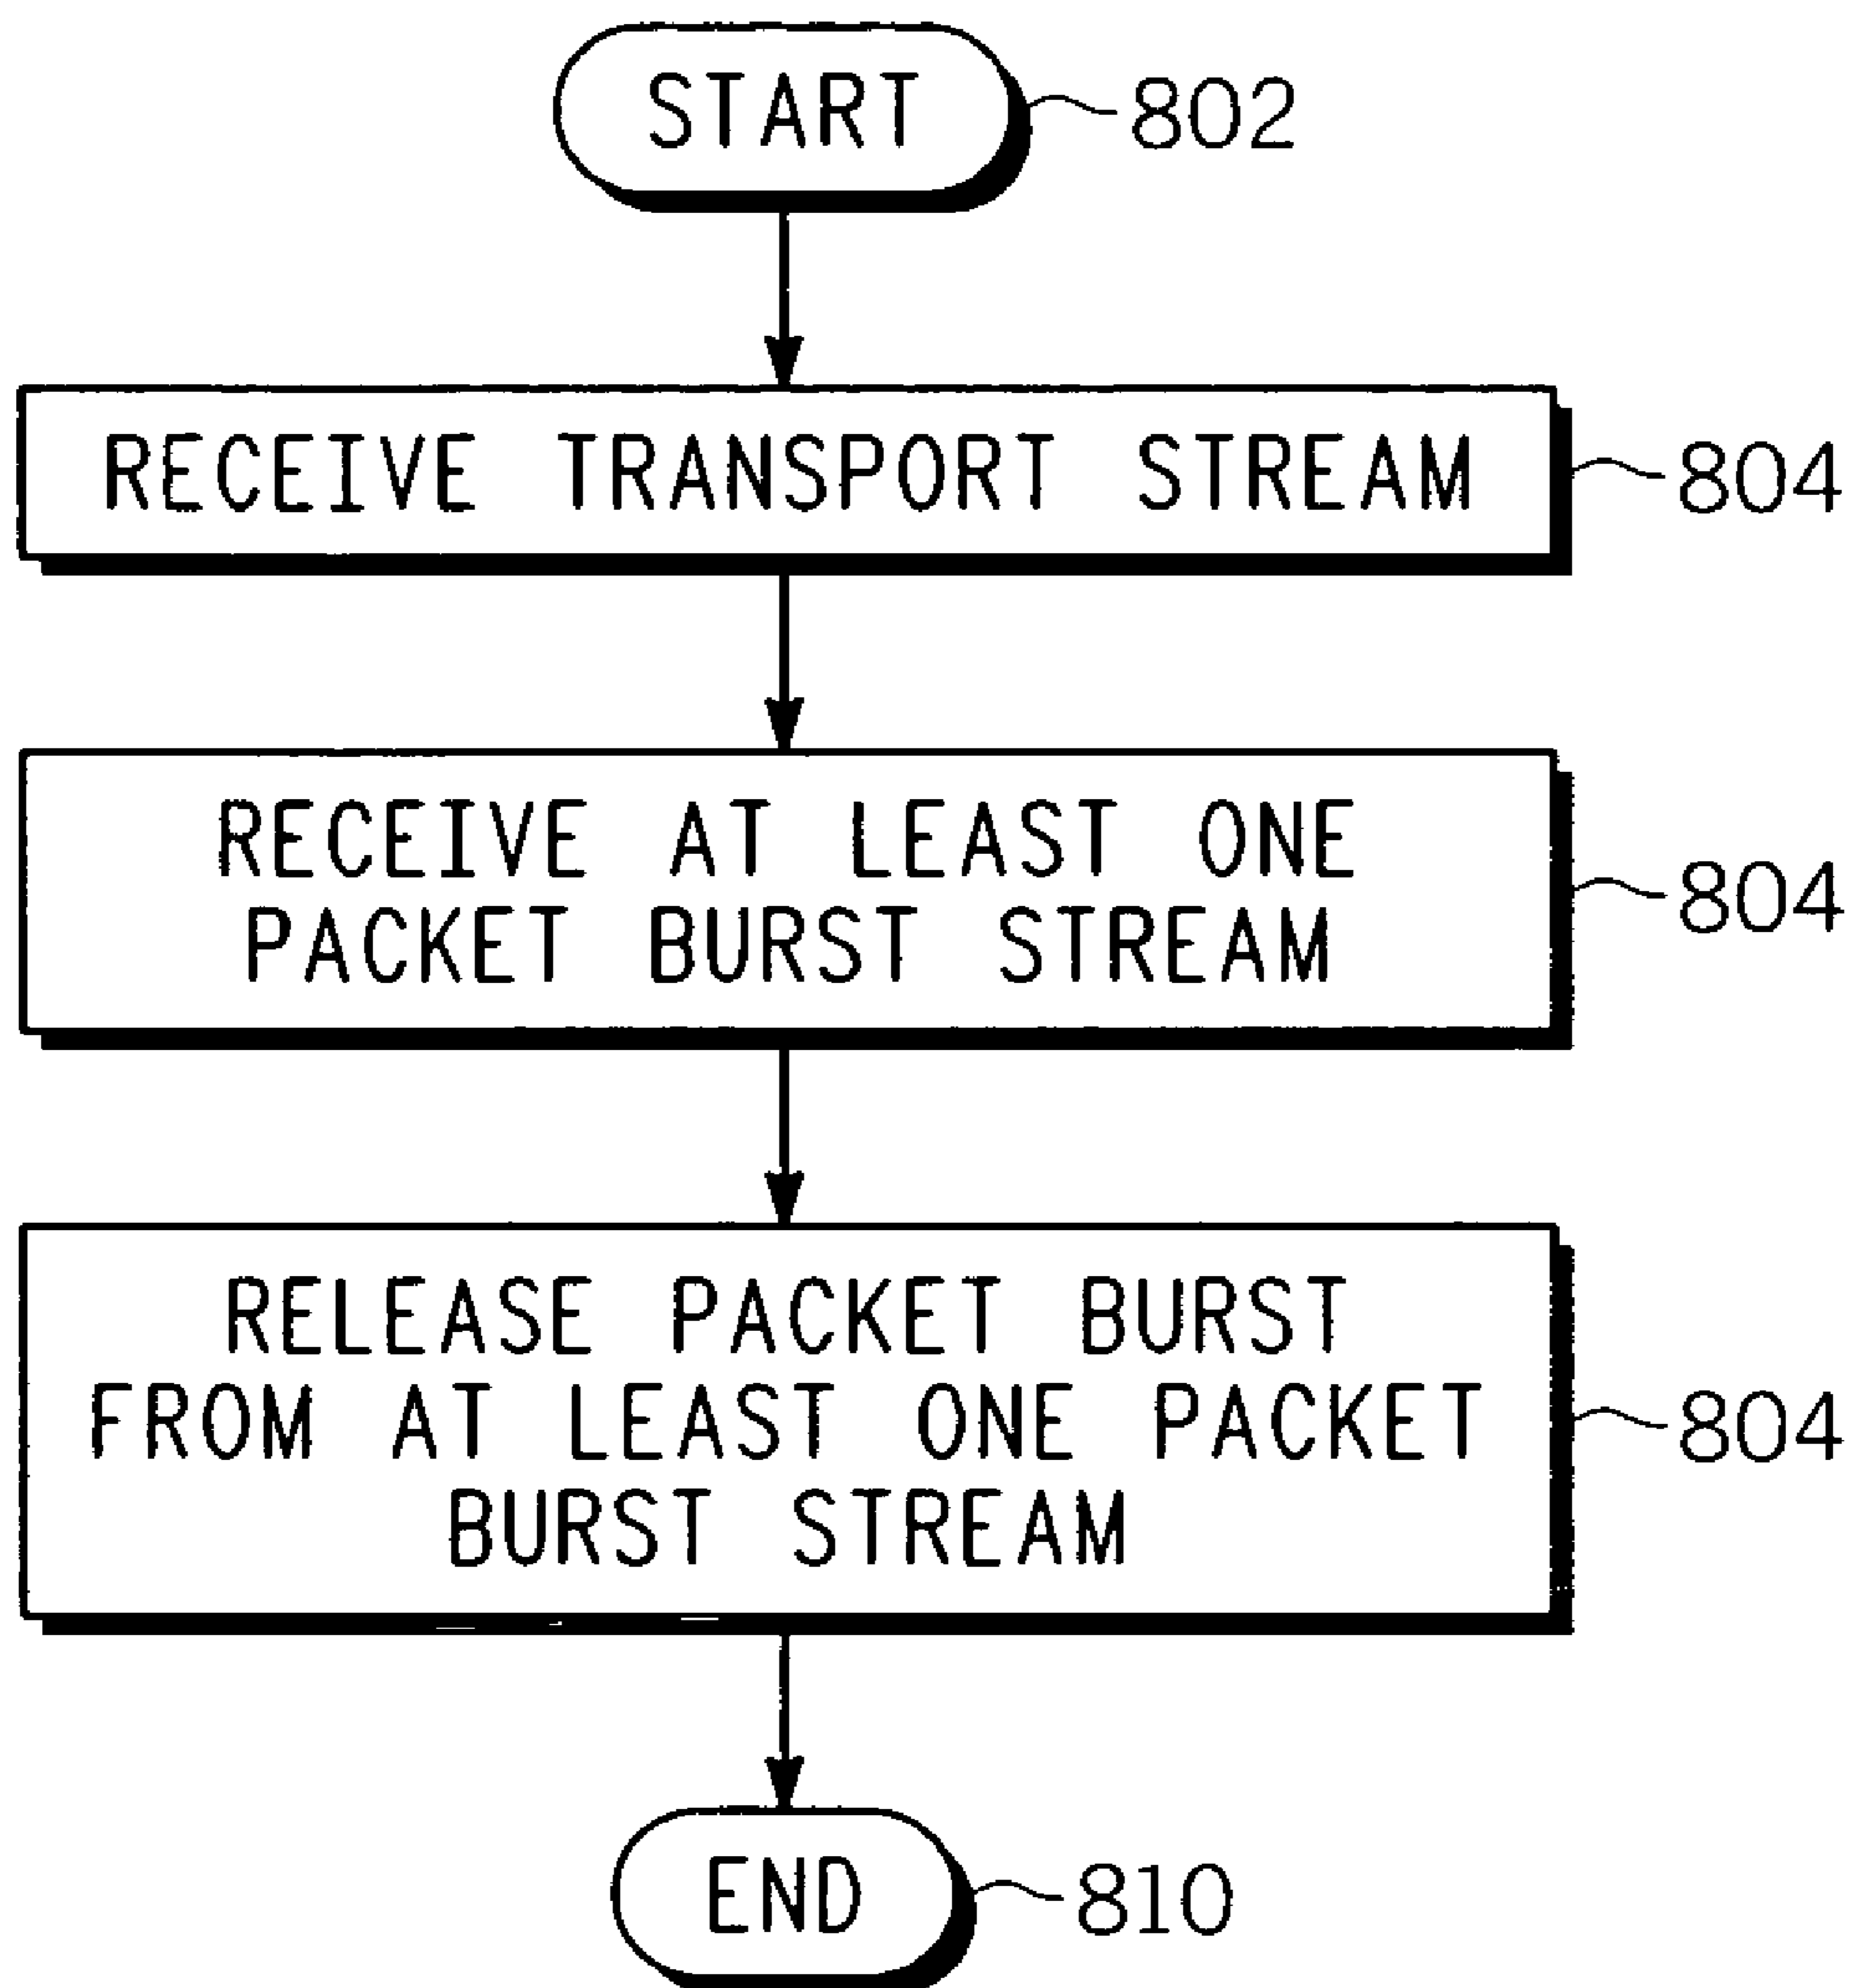 START 802
RECEIVE TRANSPORT STREAM 804
RECEIVE AT LEAST ONE
PACKET BURST STREAM 804
RELEASE PACKET BURST
FROM AT LEAST ONE PACKET 804
BURST STREAM
END 810